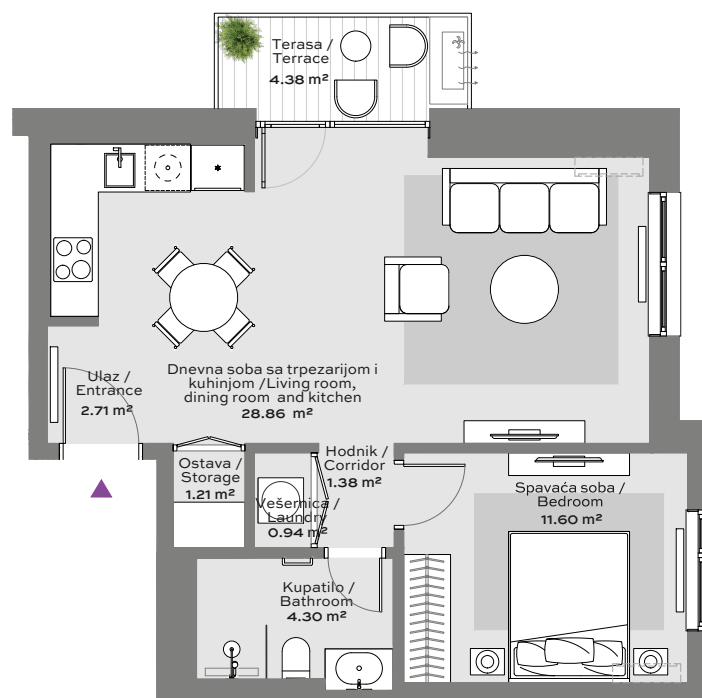 Terasa /
Terrace
4.38 m²
Dnevna soba sa trpezarijom i
kuhinjom /Living room,
dining room and kitchen
28.86 m²
Ulaz /
Entrance
2.71 m²
Ostava /
Storage
1.21 m²
Hodnik /
Corridor
1.38 m²
Vešernica /
Laundry
0.94 m²
Spavaća soba /
Bedroom
11.60 m²
Kupatilo /
Bathroom
4.30 m²